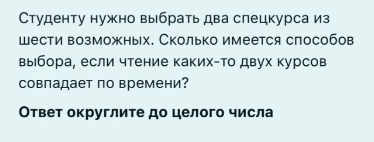 Студенту нужно выбрать два спецкурса из
шести возможных. Сколько имеется способов
выбора, если чтение каких-то двух курсов
совпадает по времени?
Ответ округлите до целого числа